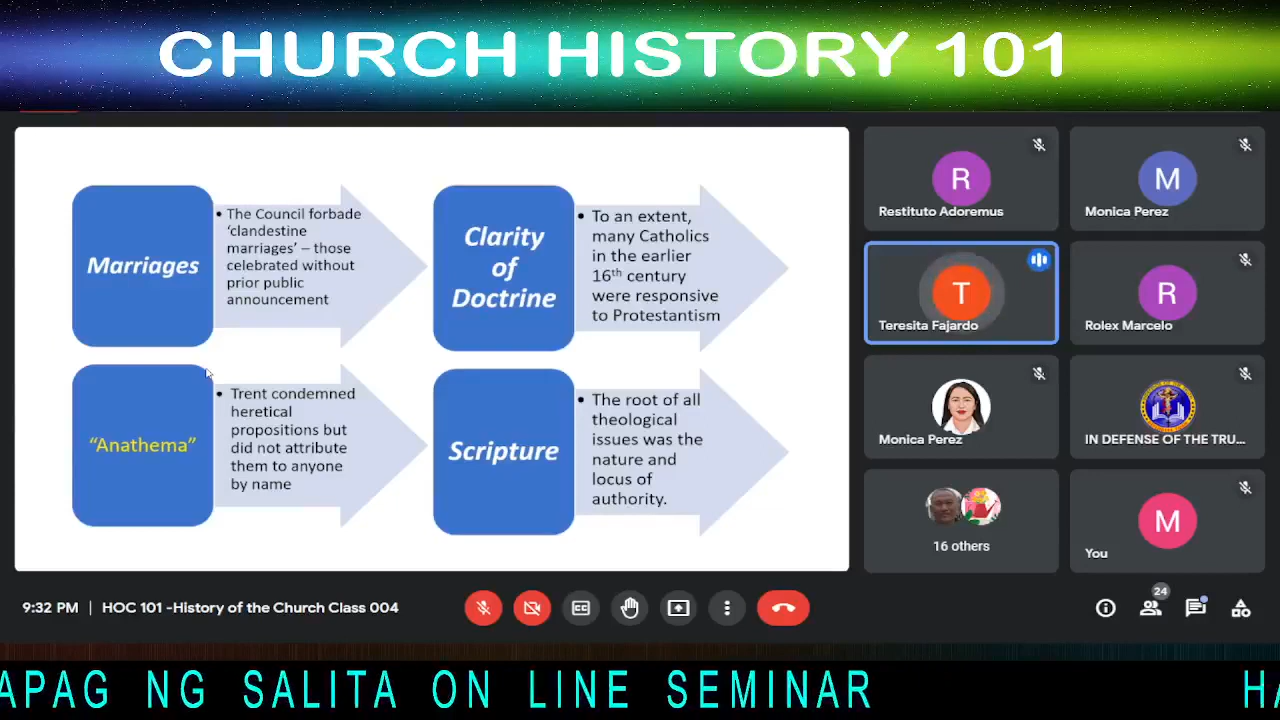 CHURCH HISTORY 101
Marriages
• The Council forbade
‘clandestine
marriages’ – those
celebrated without
prior public
announcement
Clarity
of
Doctrine
• To an extent,
many Catholics
in the earlier
16th century
were responsive
to Protestantism
“Anathema”
• Trent condemned
heretical
propositions but
did not attribute
them to anyone
by name
Scripture
• The root of all
theological
issues was the
nature and
locus of
authority.
R
Restituto Adoremus
M
Monica Perez
T
Teresita Fajardo
R
Rolex Marcelo
Monica Perez
IN DEFENSE OF THE TRU...
16 others
M
You
9:32 PM | HOC 101 -History of the Church Class 004
CC
24
APAG NG SALITA ON LINE SEMINAR HA